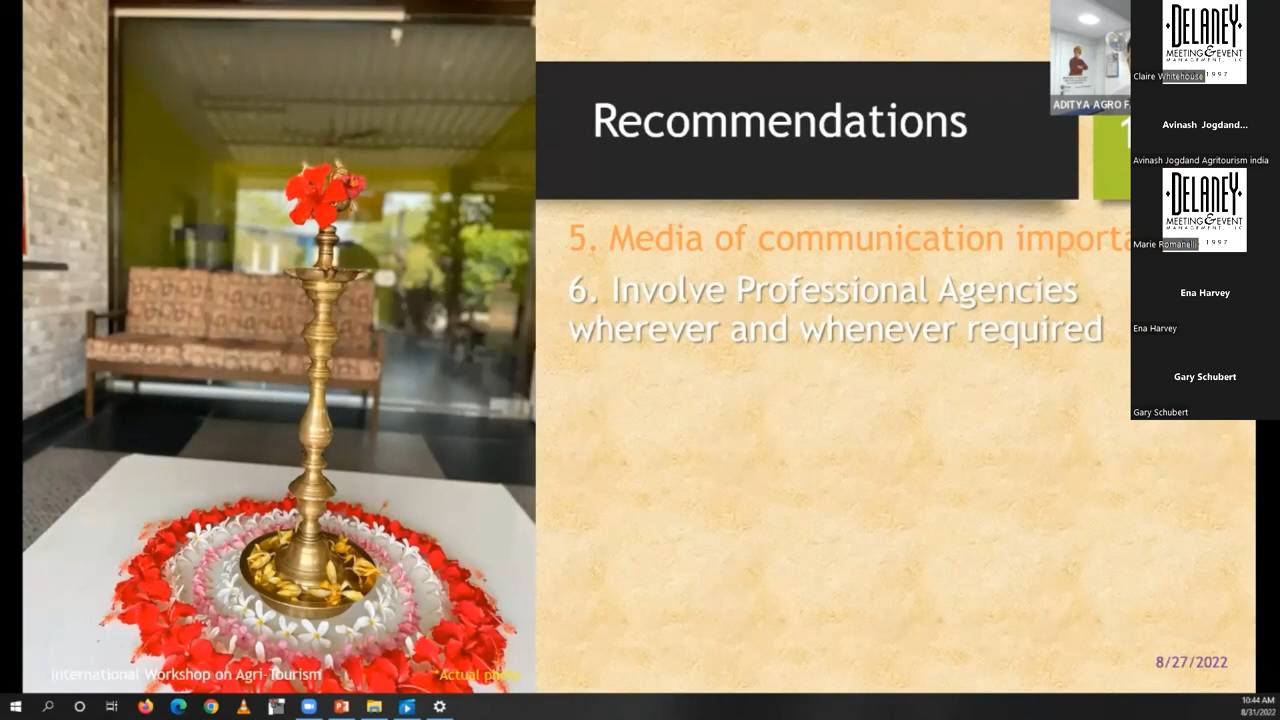 Recommendations
5. Media of communication importa
6. Involve Professional Agencies
wherever and whenever required
International Workshop on Agri-Tourism
*Actual
8/27/2022
ADITYA AGRO F
DELANEY
MEETING & EVENT
1997
Claire Whitehouse
Avinash Jogdand...
Avinash Jogdand Agritourism india
DELANEY
MEETING & EVENT
1997
Marie Romanelli
Ena Harvey
Ena Harvey
Gary Schubert
Gary Schubert
10:44 AM
8/31/2022